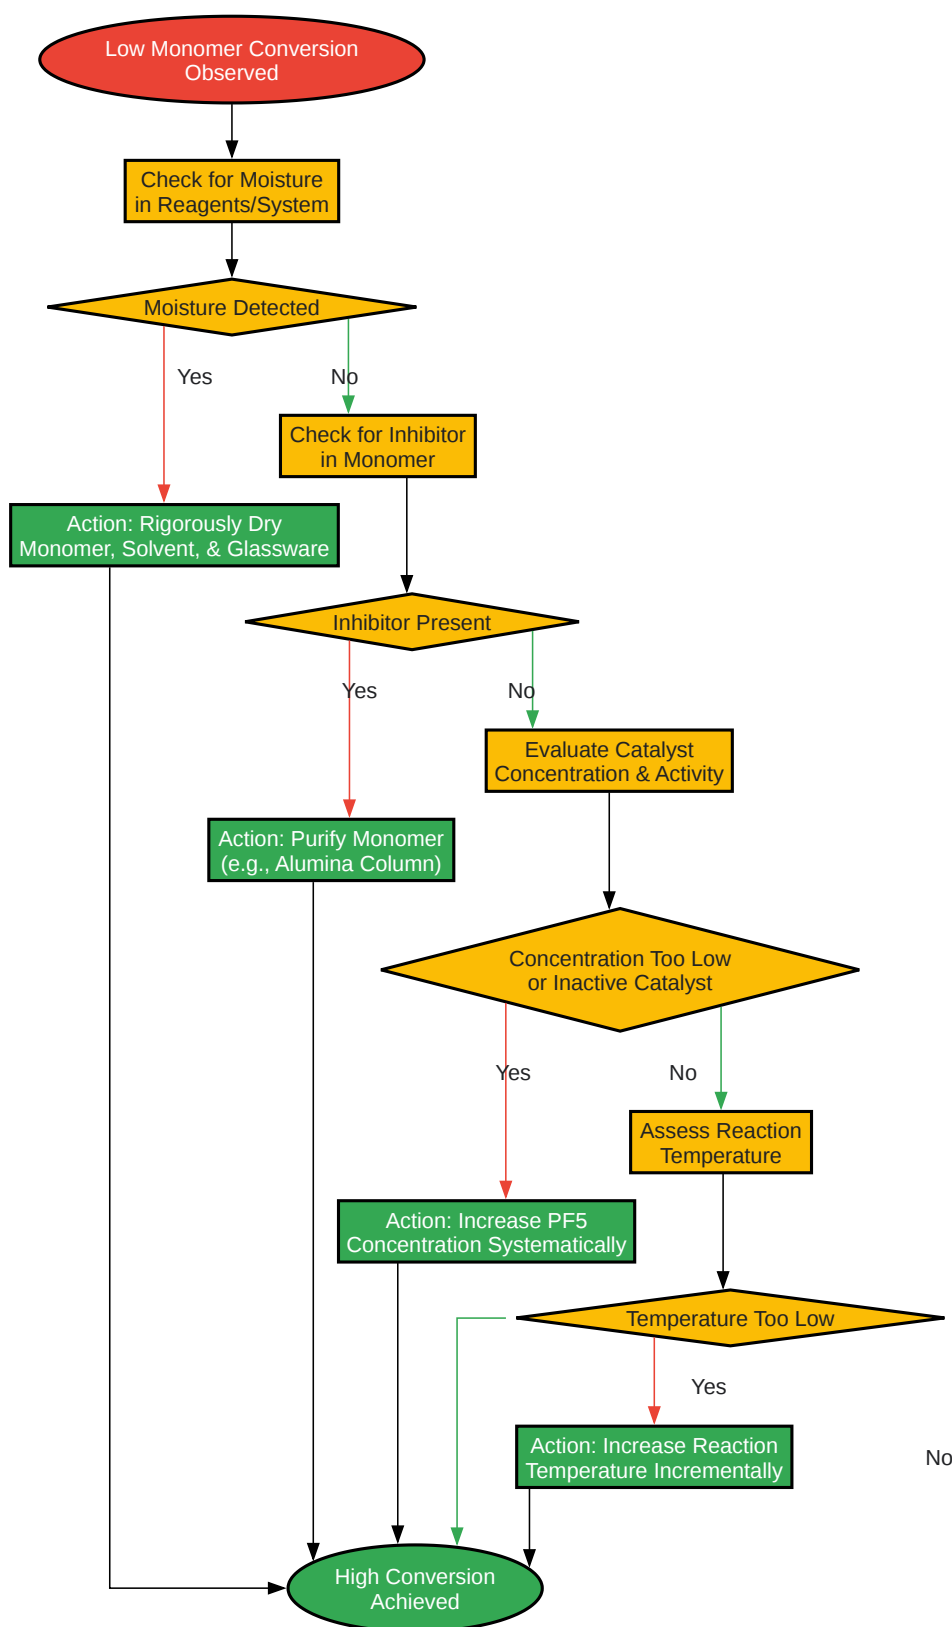 Low Monomer Conversion
Observed
Check for Moisture
in Reagents/System
Moisture Detected
Yes
No
Check for Inhibitor
in Monomer
Action: Rigorously Dry
Monomer, Solvent, & Glassware
Inhibitor Present
Yes
No
Evaluate Catalyst
Concentration & Activity
Action: Purify Monomer
(e.g., Alumina Column)
Concentration Too Low
or Inactive Catalyst
Yes
No
Assess Reaction
Temperature
Action: Increase PF5
Concentration Systematically
Temperature Too Low
Yes
Action: Increase Reaction
Temperature Incrementally
No
High Conversion
Achieved